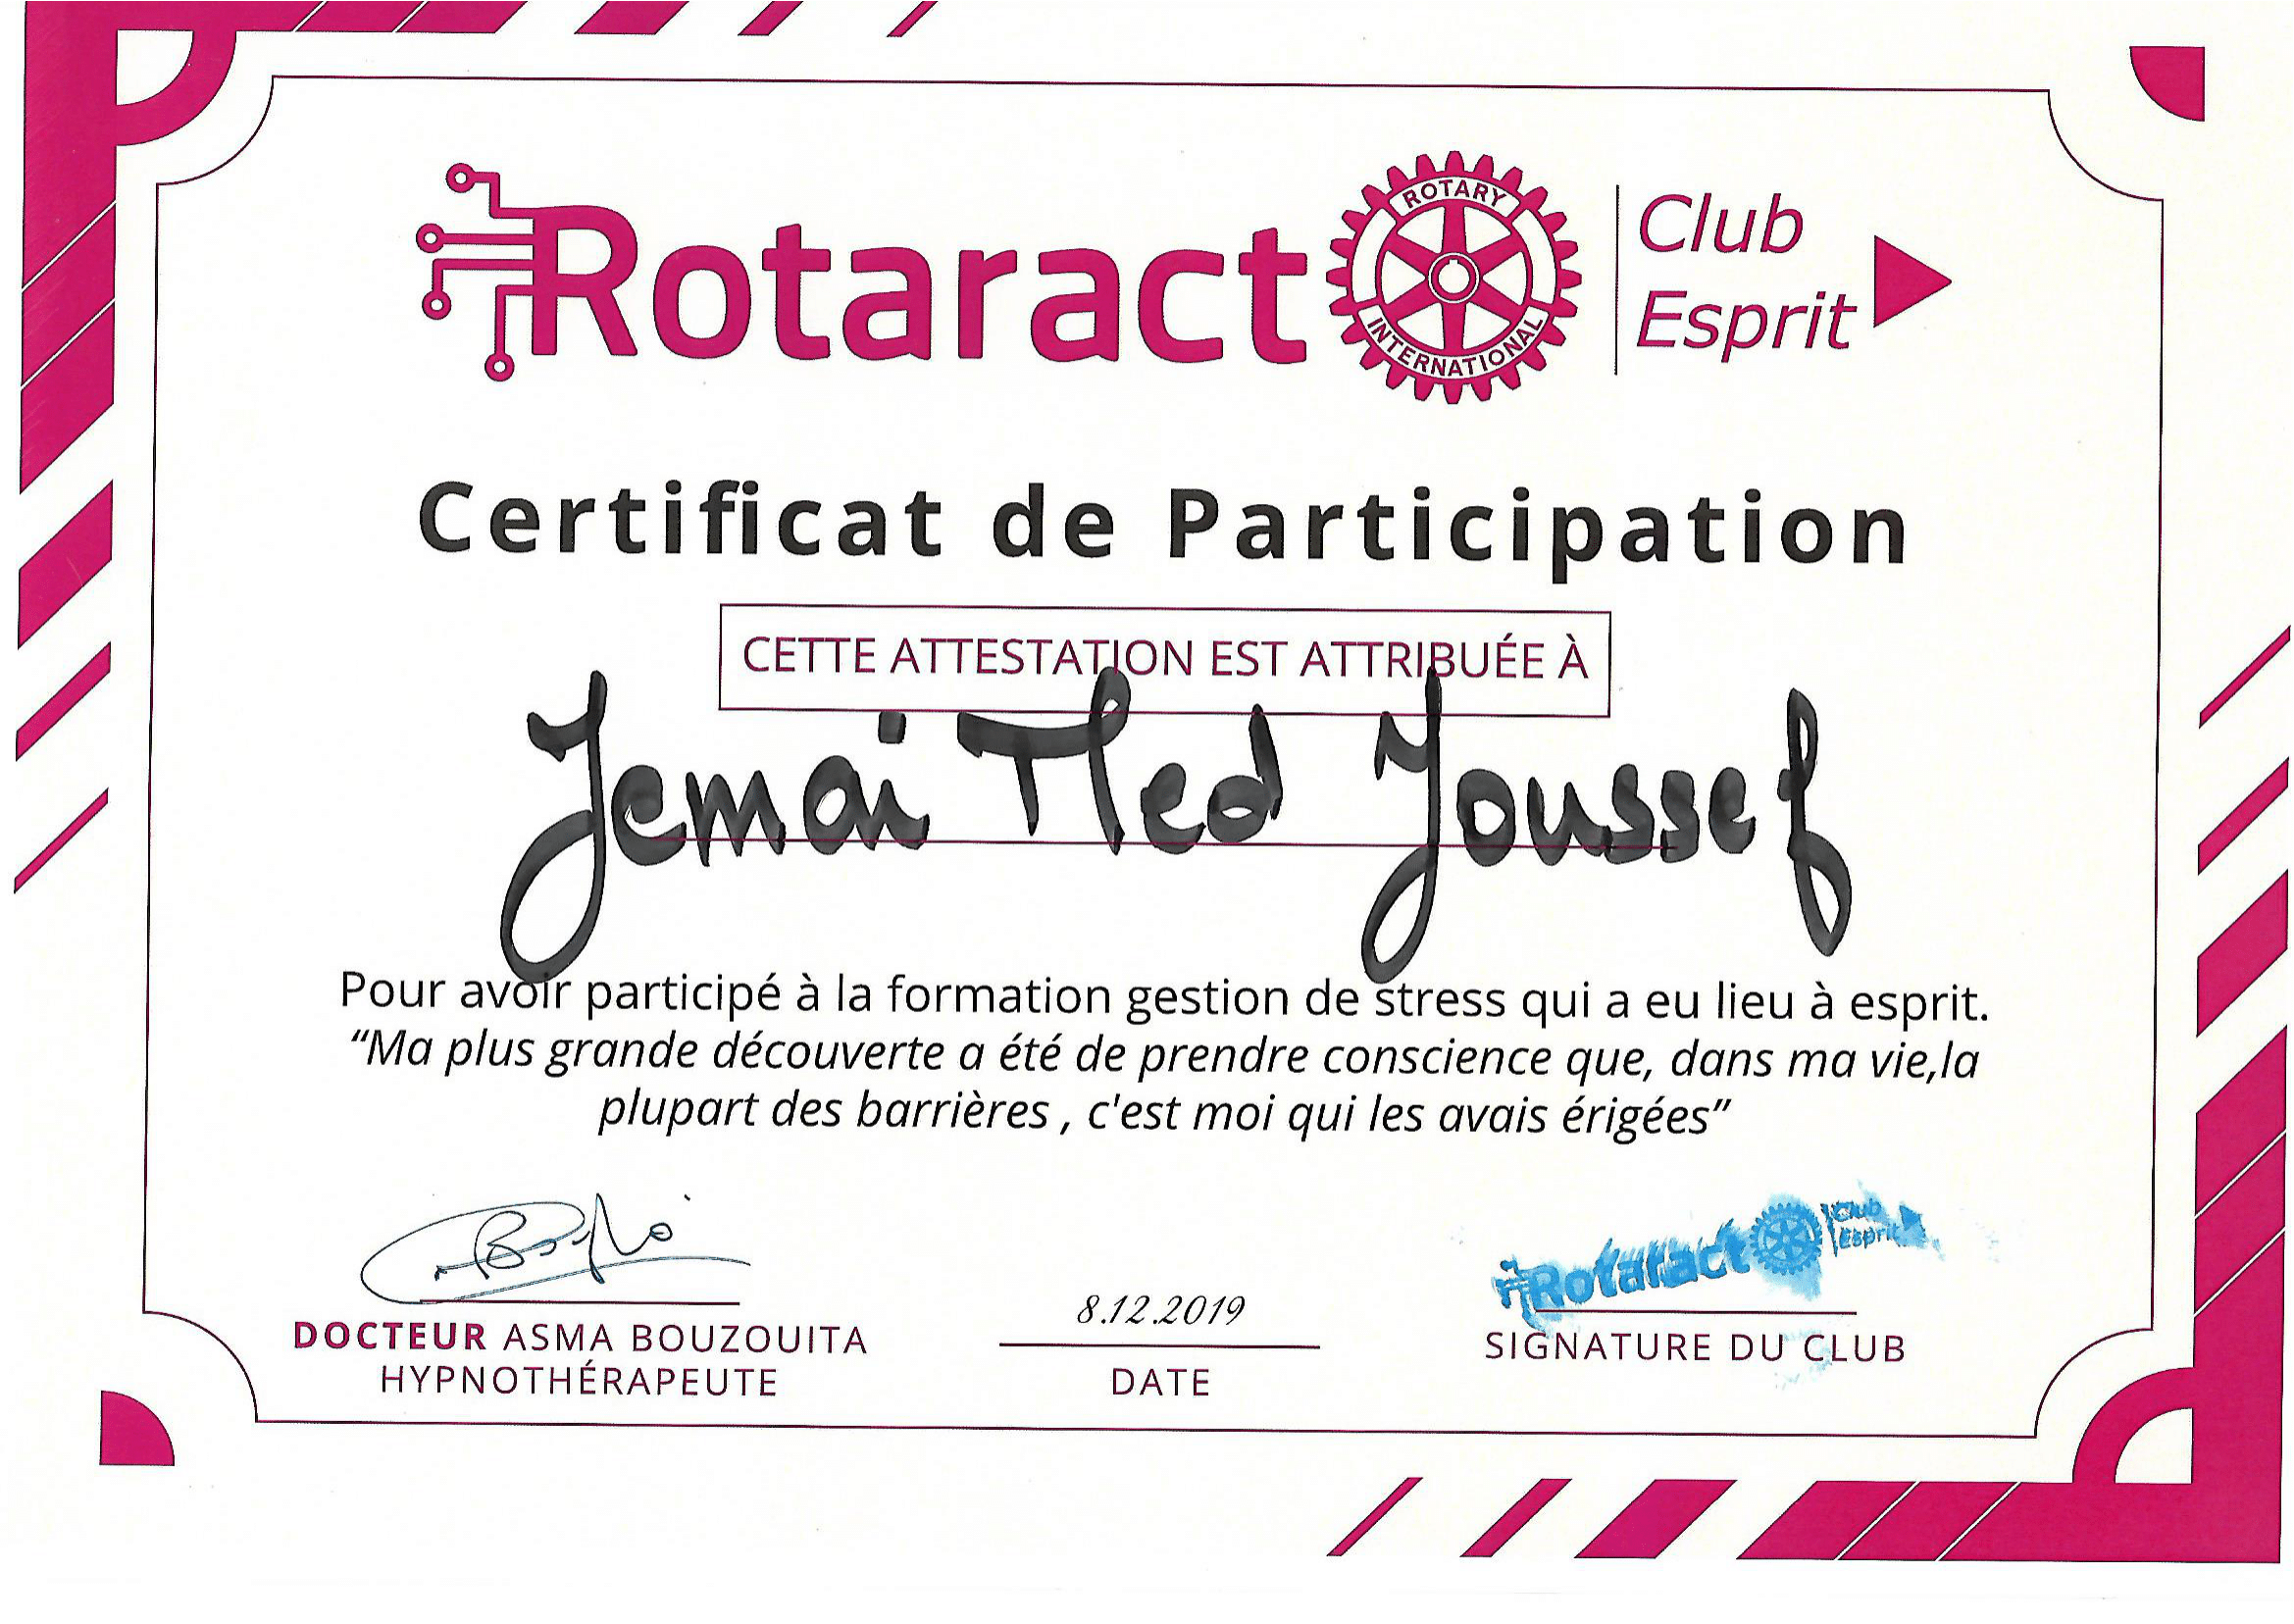 Rotaract
ROTARY
INTERNATIONAL
Club
Esprit
Certificat de Participation
CETTE ATTESTATION EST ATTRIBUÉE À
Jemai Med Youssef
Pour avoir participé à la formation gestion de stress qui a eu lieu à esprit.
“Ma plus grande découverte a été de prendre conscience que, dans ma vie,la
plupart des barrières , c'est moi qui les avais érigées”
DOCTEUR ASMA BOUZOUITA
HYPNOTHÉRAPEUTE
8.12.2019
DATE
Rotaract
Club
Esprit
SIGNATURE DU CLUB